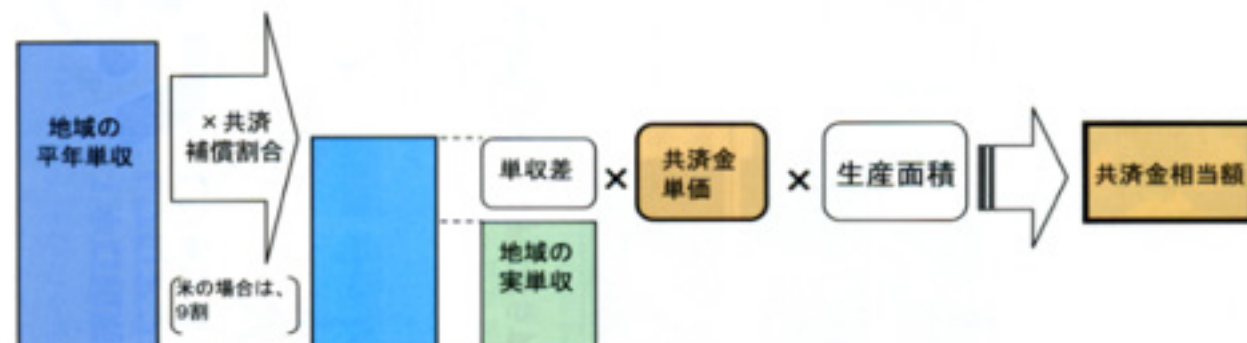 地域の
平年単収
×共済
補償割合
米の場合は、
9割
単収差
×
共済金
単価
×
生産面積
共済金相当額
地域の
実単収